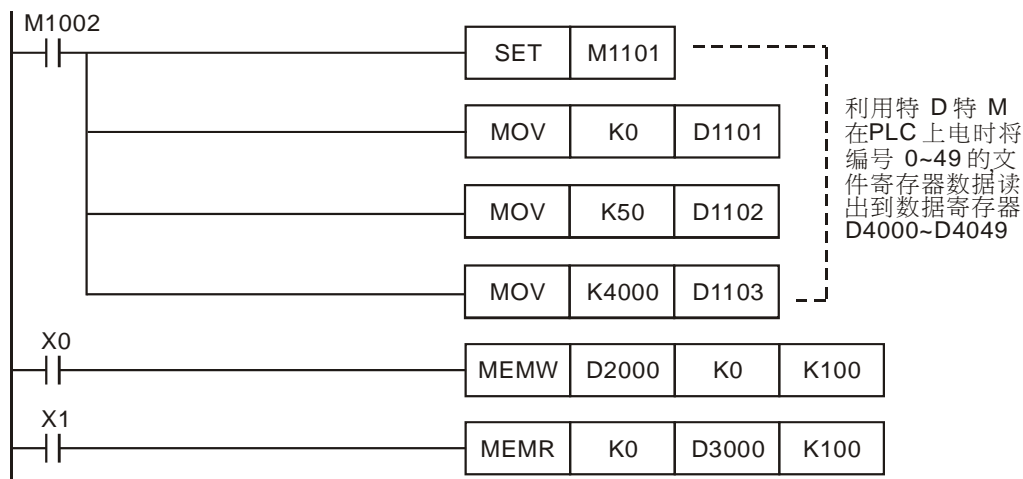 M1002
SET M1101
MOV K0 D1101
MOV K50 D1102
MOV K4000 D1103
利用特 D 特 M
在PLC 上电时将
编号 0~49 的文
件寄存器数据读
出到数据寄存器
D4000~D4049
X0
MEMW D2000 K0 K100
X1
MEMR K0 D3000 K100